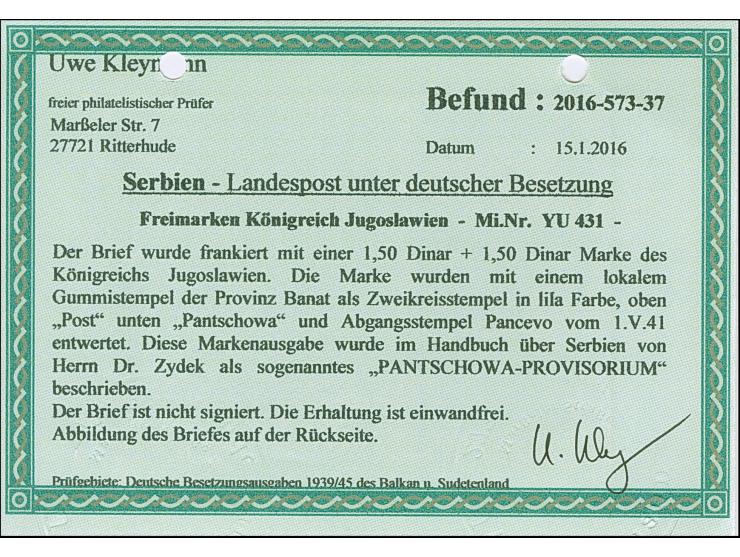 Uwe Kleymann
freier philatelistischer Prüfer
Marßeler Str. 7
27721 Ritterhude
Befund : 2016-573-37
Datum : 15.1.2016
Serbien - Landespost unter deutscher Besetzung
Freimarken Königreich Jugoslawien - Mi.Nr. YU 431 -
Der Brief wurde frankiert mit einer 1,50 Dinar + 1,50 Dinar Marke des
Königreichs Jugoslawien. Die Marke wurden mit einem lokalem
Gummistempel der Provinz Banat als Zweikreisstempel in lila Farbe, oben
„Post“ unten „Pantschowa“ und Abgangsstempel Pancevo vom 1.V.41
entwertet. Diese Markenausgabe wurde im Handbuch über Serbien von
Herrn Dr. Zydek als sogenanntes „PANTSCHOWA-PROVISORIUM“
beschrieben.
Der Brief ist nicht signiert. Die Erhaltung ist einwandfrei.
Abbildung des Briefes auf der Rückseite.
Prüfgebiete: Deutsche Besetzungsausgaben 1939/45 des Balkan u. Sudetenland